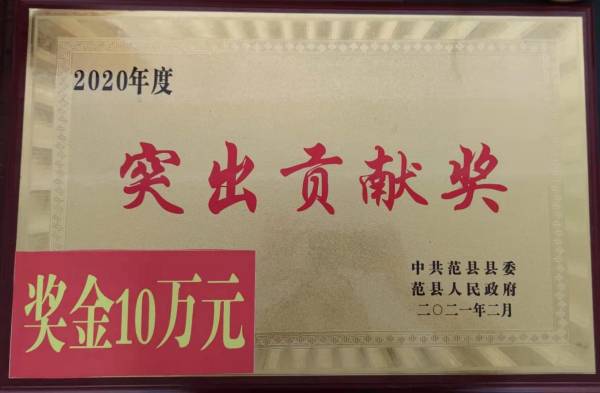 2020年度
突出贡献奖
中共范县县委
范县人民政府
二〇二一年二月
奖金10万元